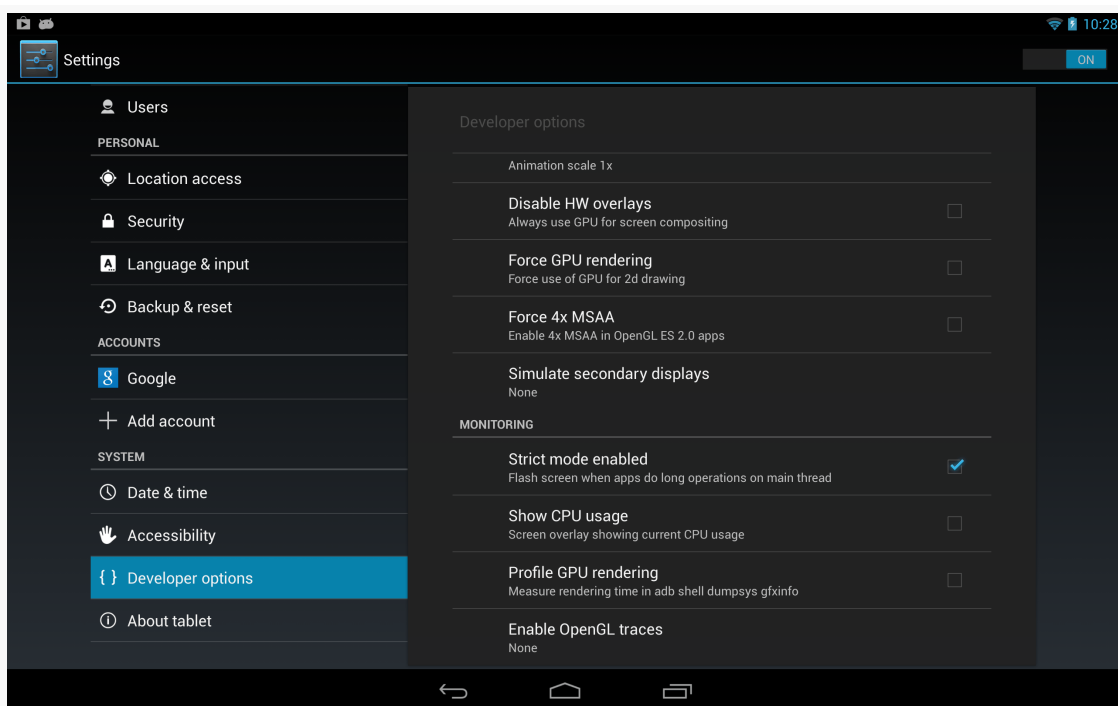 10:28
Settings
ON
Users
PERSONAL
Location access
Security
Language & input
Backup & reset
ACCOUNTS
Google
Add account
SYSTEM
Date & time
Accessibility
Developer options
About tablet
Developer options
Animation scale 1x
Disable HW overlays
Always use GPU for screen compositing
Force GPU rendering
Force use of GPU for 2d drawing
Force 4x MSAA
Enable 4x MSAA in OpenGL ES 2.0 apps
Simulate secondary displays
None
MONITORING
Strict mode enabled
Flash screen when apps do long operations on main thread
Show CPU usage
Screen overlay showing current CPU usage
Profile GPU rendering
Measure rendering time in adb shell dumpsys gfxinfo
Enable OpenGL traces
None